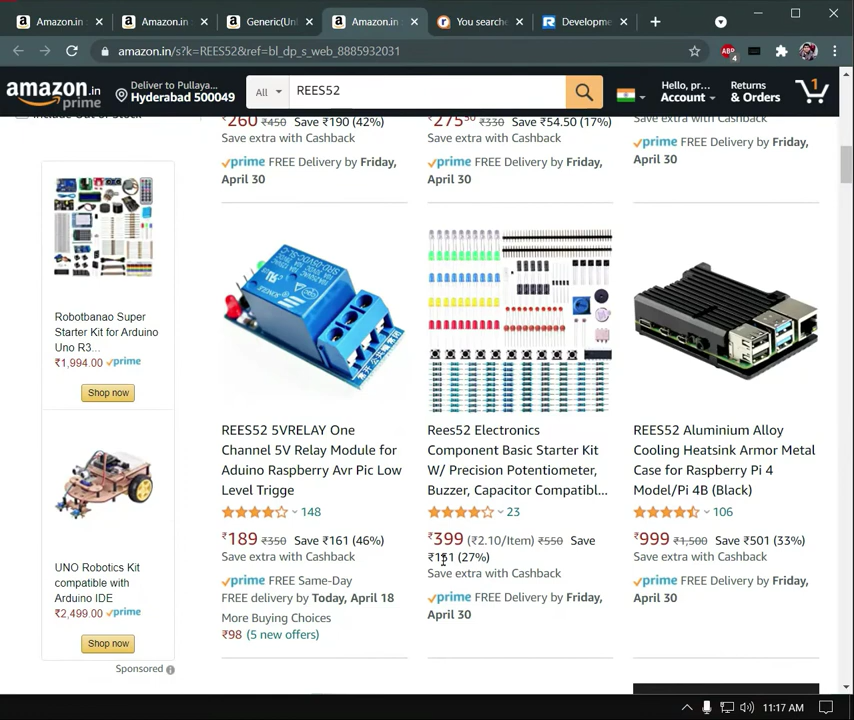 Amazon.in
Amazon.in
Generic(Unl
Amazon.in :
You searche
Developme
amazon.in/s?k=REES52&ref=bl_dp_s_web_8885932031
ABP
4
amazon.in
prime
Deliver to Pullaya...
Hyderabad 500049
All
REES52
Hello, pr...
Account
Returns
& Orders
1
₹260 ₹450 Save ₹190 (42%)
Save extra with Cashback
prime FREE Delivery by Friday,
April 30
₹275.50 ₹330 Save ₹54.50 (17%)
Save extra with Cashback
prime FREE Delivery by Friday,
April 30
Save extra with Cashback
prime FREE Delivery by Friday,
April 30
Robotbanao Super
Starter Kit for Arduino
Uno R3...
₹1,994.00 prime
Shop now
UNO Robotics Kit
compatible with
Arduino IDE
₹2,499.00 prime
Shop now
Sponsored
REES52 5VRELAY One
Channel 5V Relay Module for
Aduino Raspberry Avr Pic Low
Level Trigge
148
₹189 ₹350 Save ₹161 (46%)
Save extra with Cashback
prime FREE Same-Day
FREE delivery by Today, April 18
More Buying Choices
₹98 (5 new offers)
Rees52 Electronics
Component Basic Starter Kit
W/ Precision Potentiometer,
Buzzer, Capacitor Compatibl...
23
₹399 (₹2.10/Item) ₹550 Save
₹151 (27%)
Save extra with Cashback
prime FREE Delivery by Friday,
April 30
REES52 Aluminium Alloy
Cooling Heatsink Armor Metal
Case for Raspberry Pi 4
Model/Pi 4B (Black)
106
₹999 ₹1,500 Save ₹501 (33%)
Save extra with Cashback
prime FREE Delivery by Friday,
April 30
11:17 AM